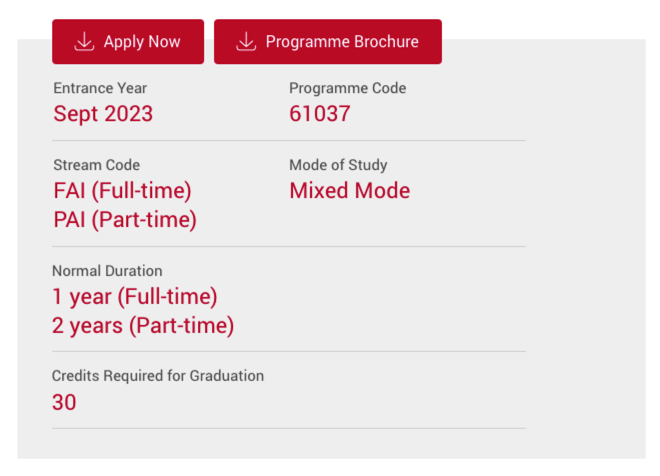 Apply Now
Programme Brochure
Entrance Year
Sept 2023
Programme Code
61037
Stream Code
FAI (Full-time)
PAI (Part-time)
Mode of Study
Mixed Mode
Normal Duration
1 year (Full-time)
2 years (Part-time)
Credits Required for Graduation
30